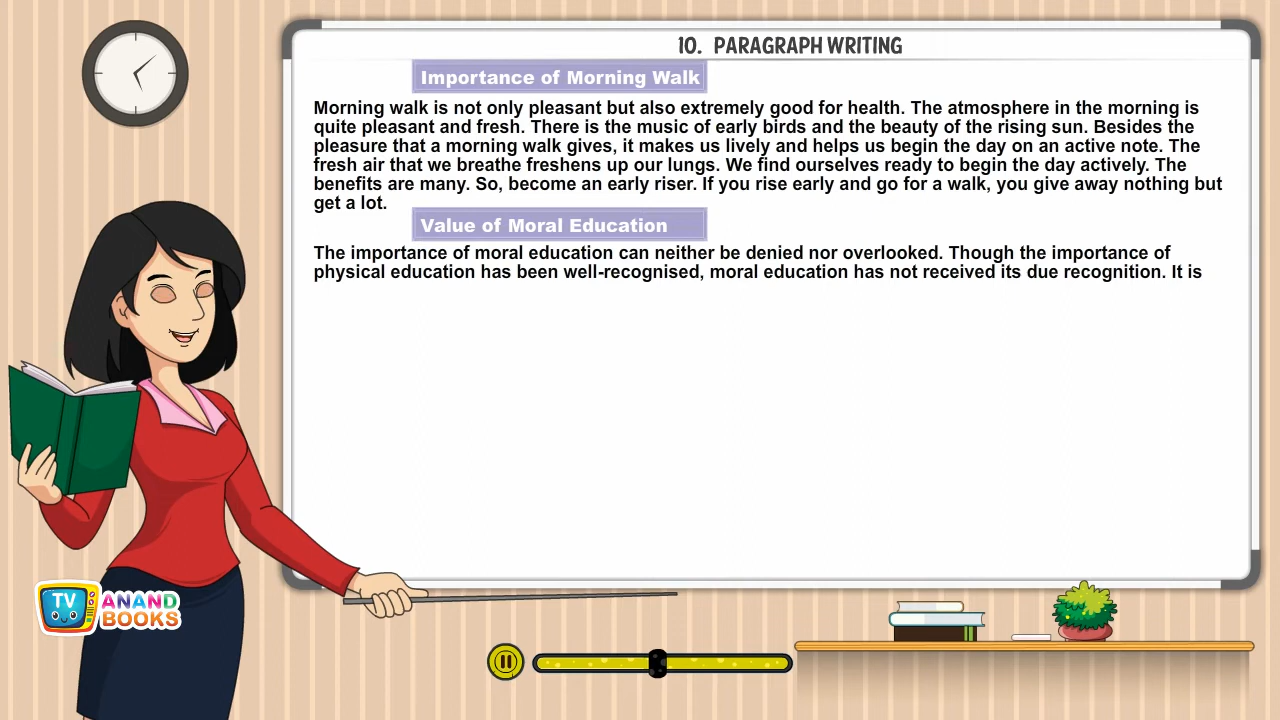 10. PARAGRAPH WRITING
Importance of Morning Walk
Morning walk is not only pleasant but also extremely good for health. The atmosphere in the morning is
quite pleasant and fresh. There is the music of early birds and the beauty of the rising sun. Besides the
pleasure that a morning walk gives, it makes us lively and helps us begin the day on an active note. The
fresh air that we breathe freshens up our lungs. We find ourselves ready to begin the day actively. The
benefits are many. So, become an early riser. If you rise early and go for a walk, you give away nothing but
get a lot.
Value of Moral Education
The importance of moral education can neither be denied nor overlooked. Though the importance of
physical education has been well-recognised, moral education has not received its due recognition. It is
TV
ANAND
BOOKS